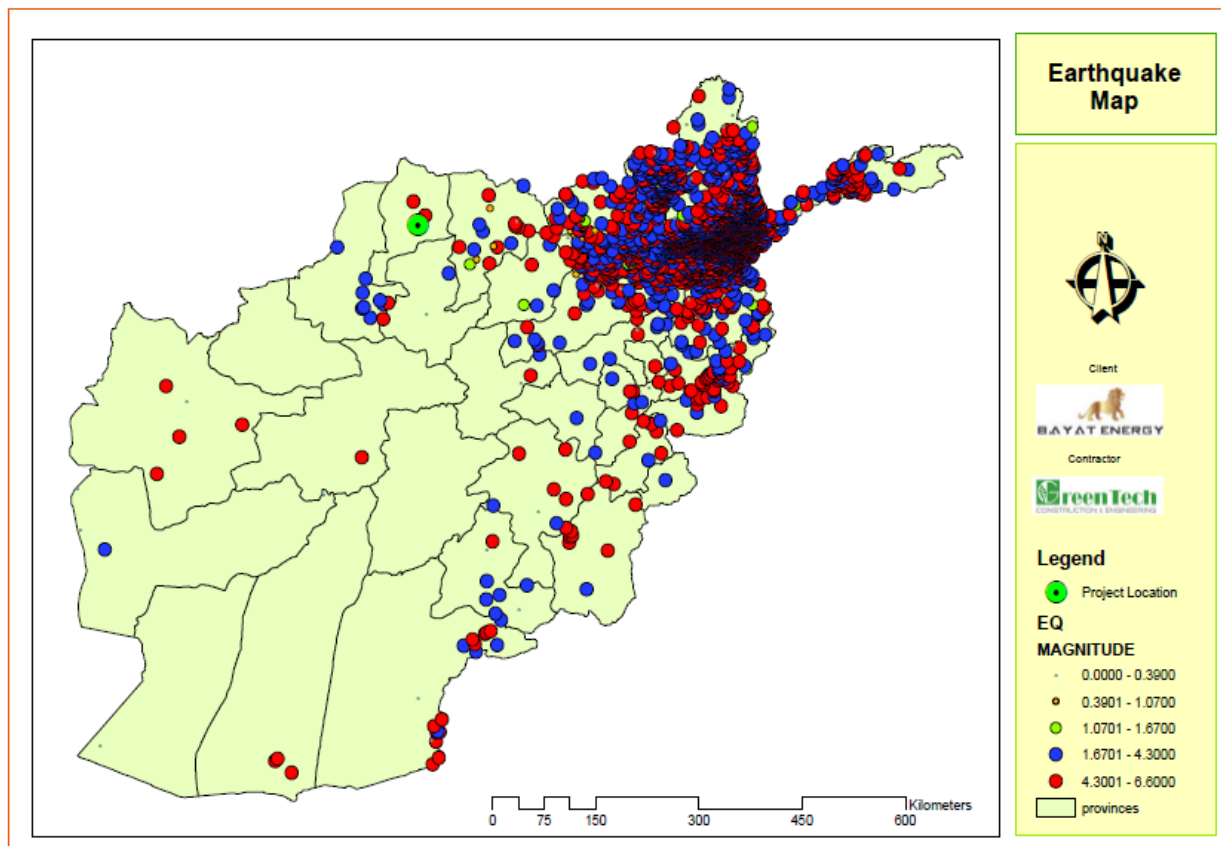 Earthquake
Map
N
Client
BAYAT ENERGY
Contractor
GreenTech
CONSTRUCTION & ENGINEERING
Legend
Project Location
EQ
MAGNITUDE
0.0000 - 0.3900
0.3901 - 1.0700
1.0701 - 1.6700
1.6701 - 4.3000
4.3001 - 6.6000
provinces
Kilometers
0 75 150 300 450 600